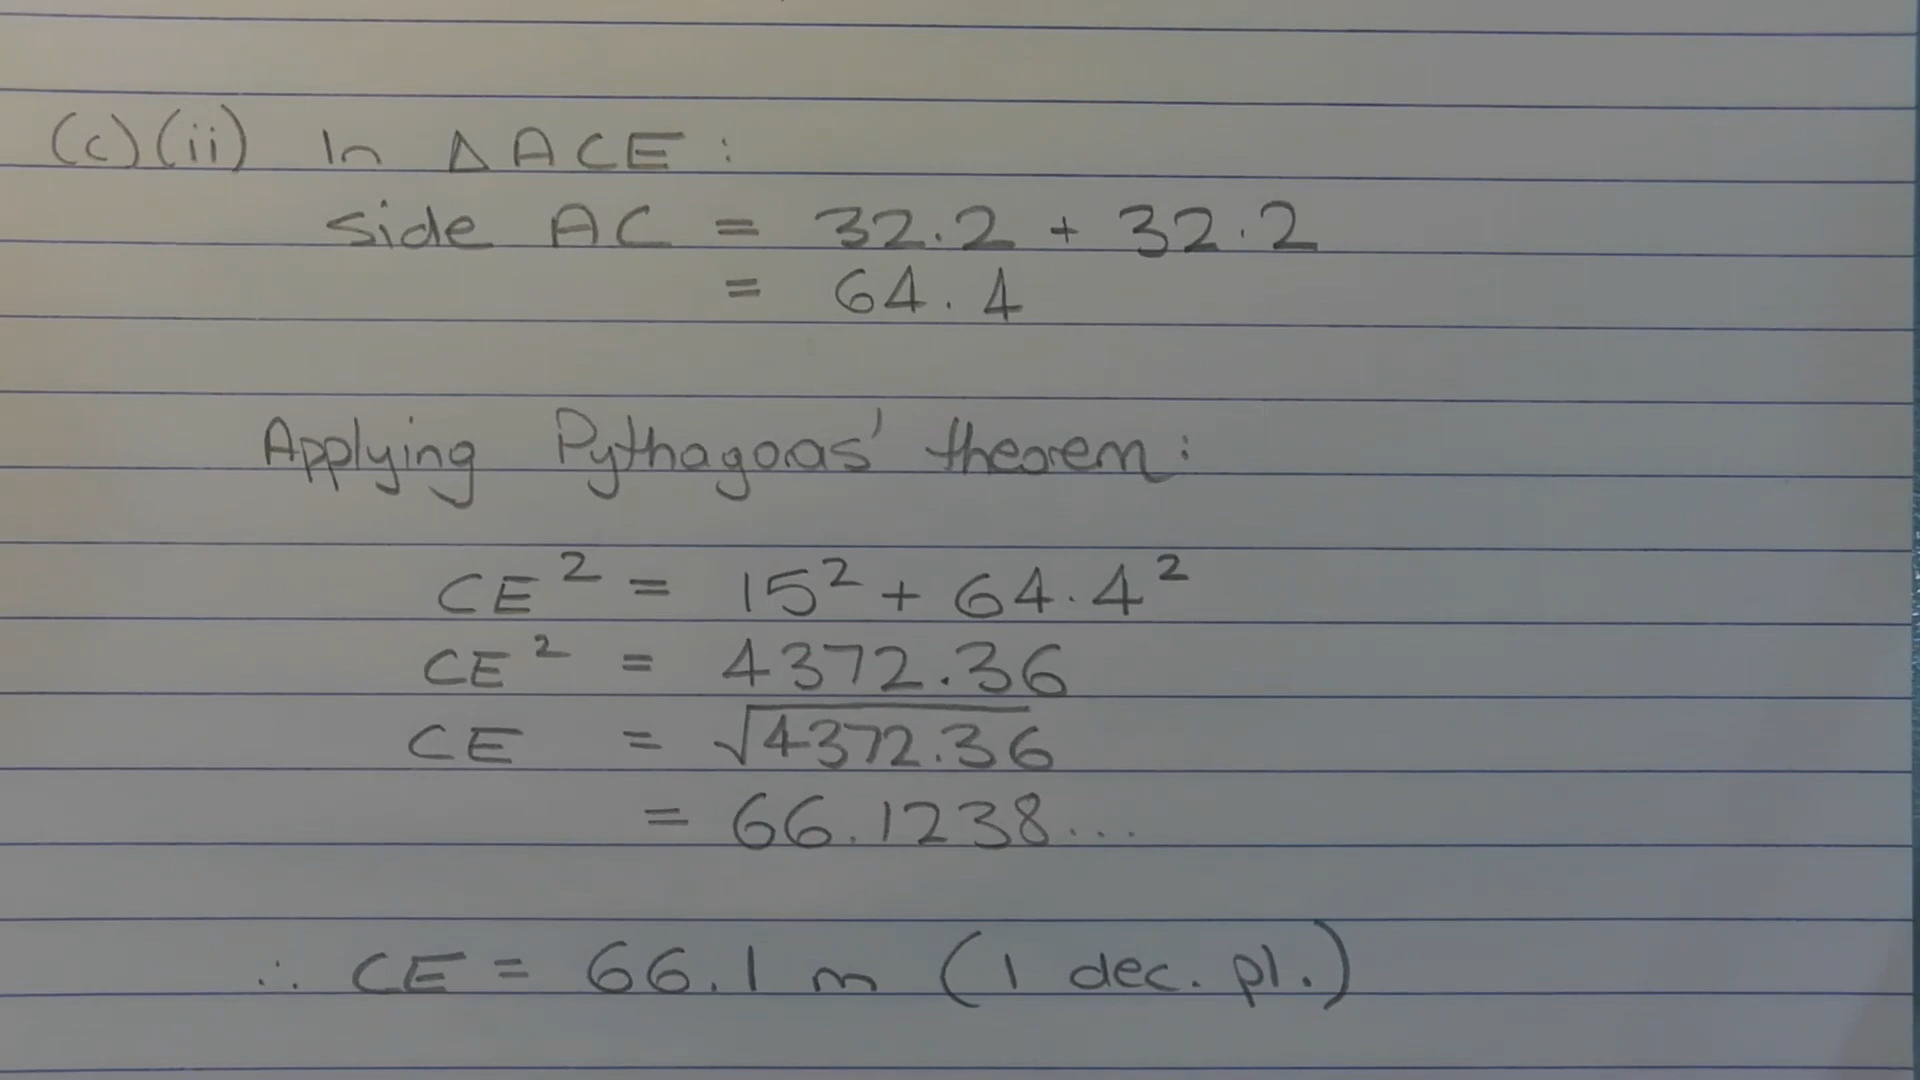 (c)(ii) In △ACE:
side AC = 32.2 + 32.2
= 64.4
Applying Pythagoras' theorem:
CE² = 15² + 64.4²
CE² = 4372.36
CE = √4372.36
= 66.1238...
∴ CE = 66.1 m (1 dec. pl.)